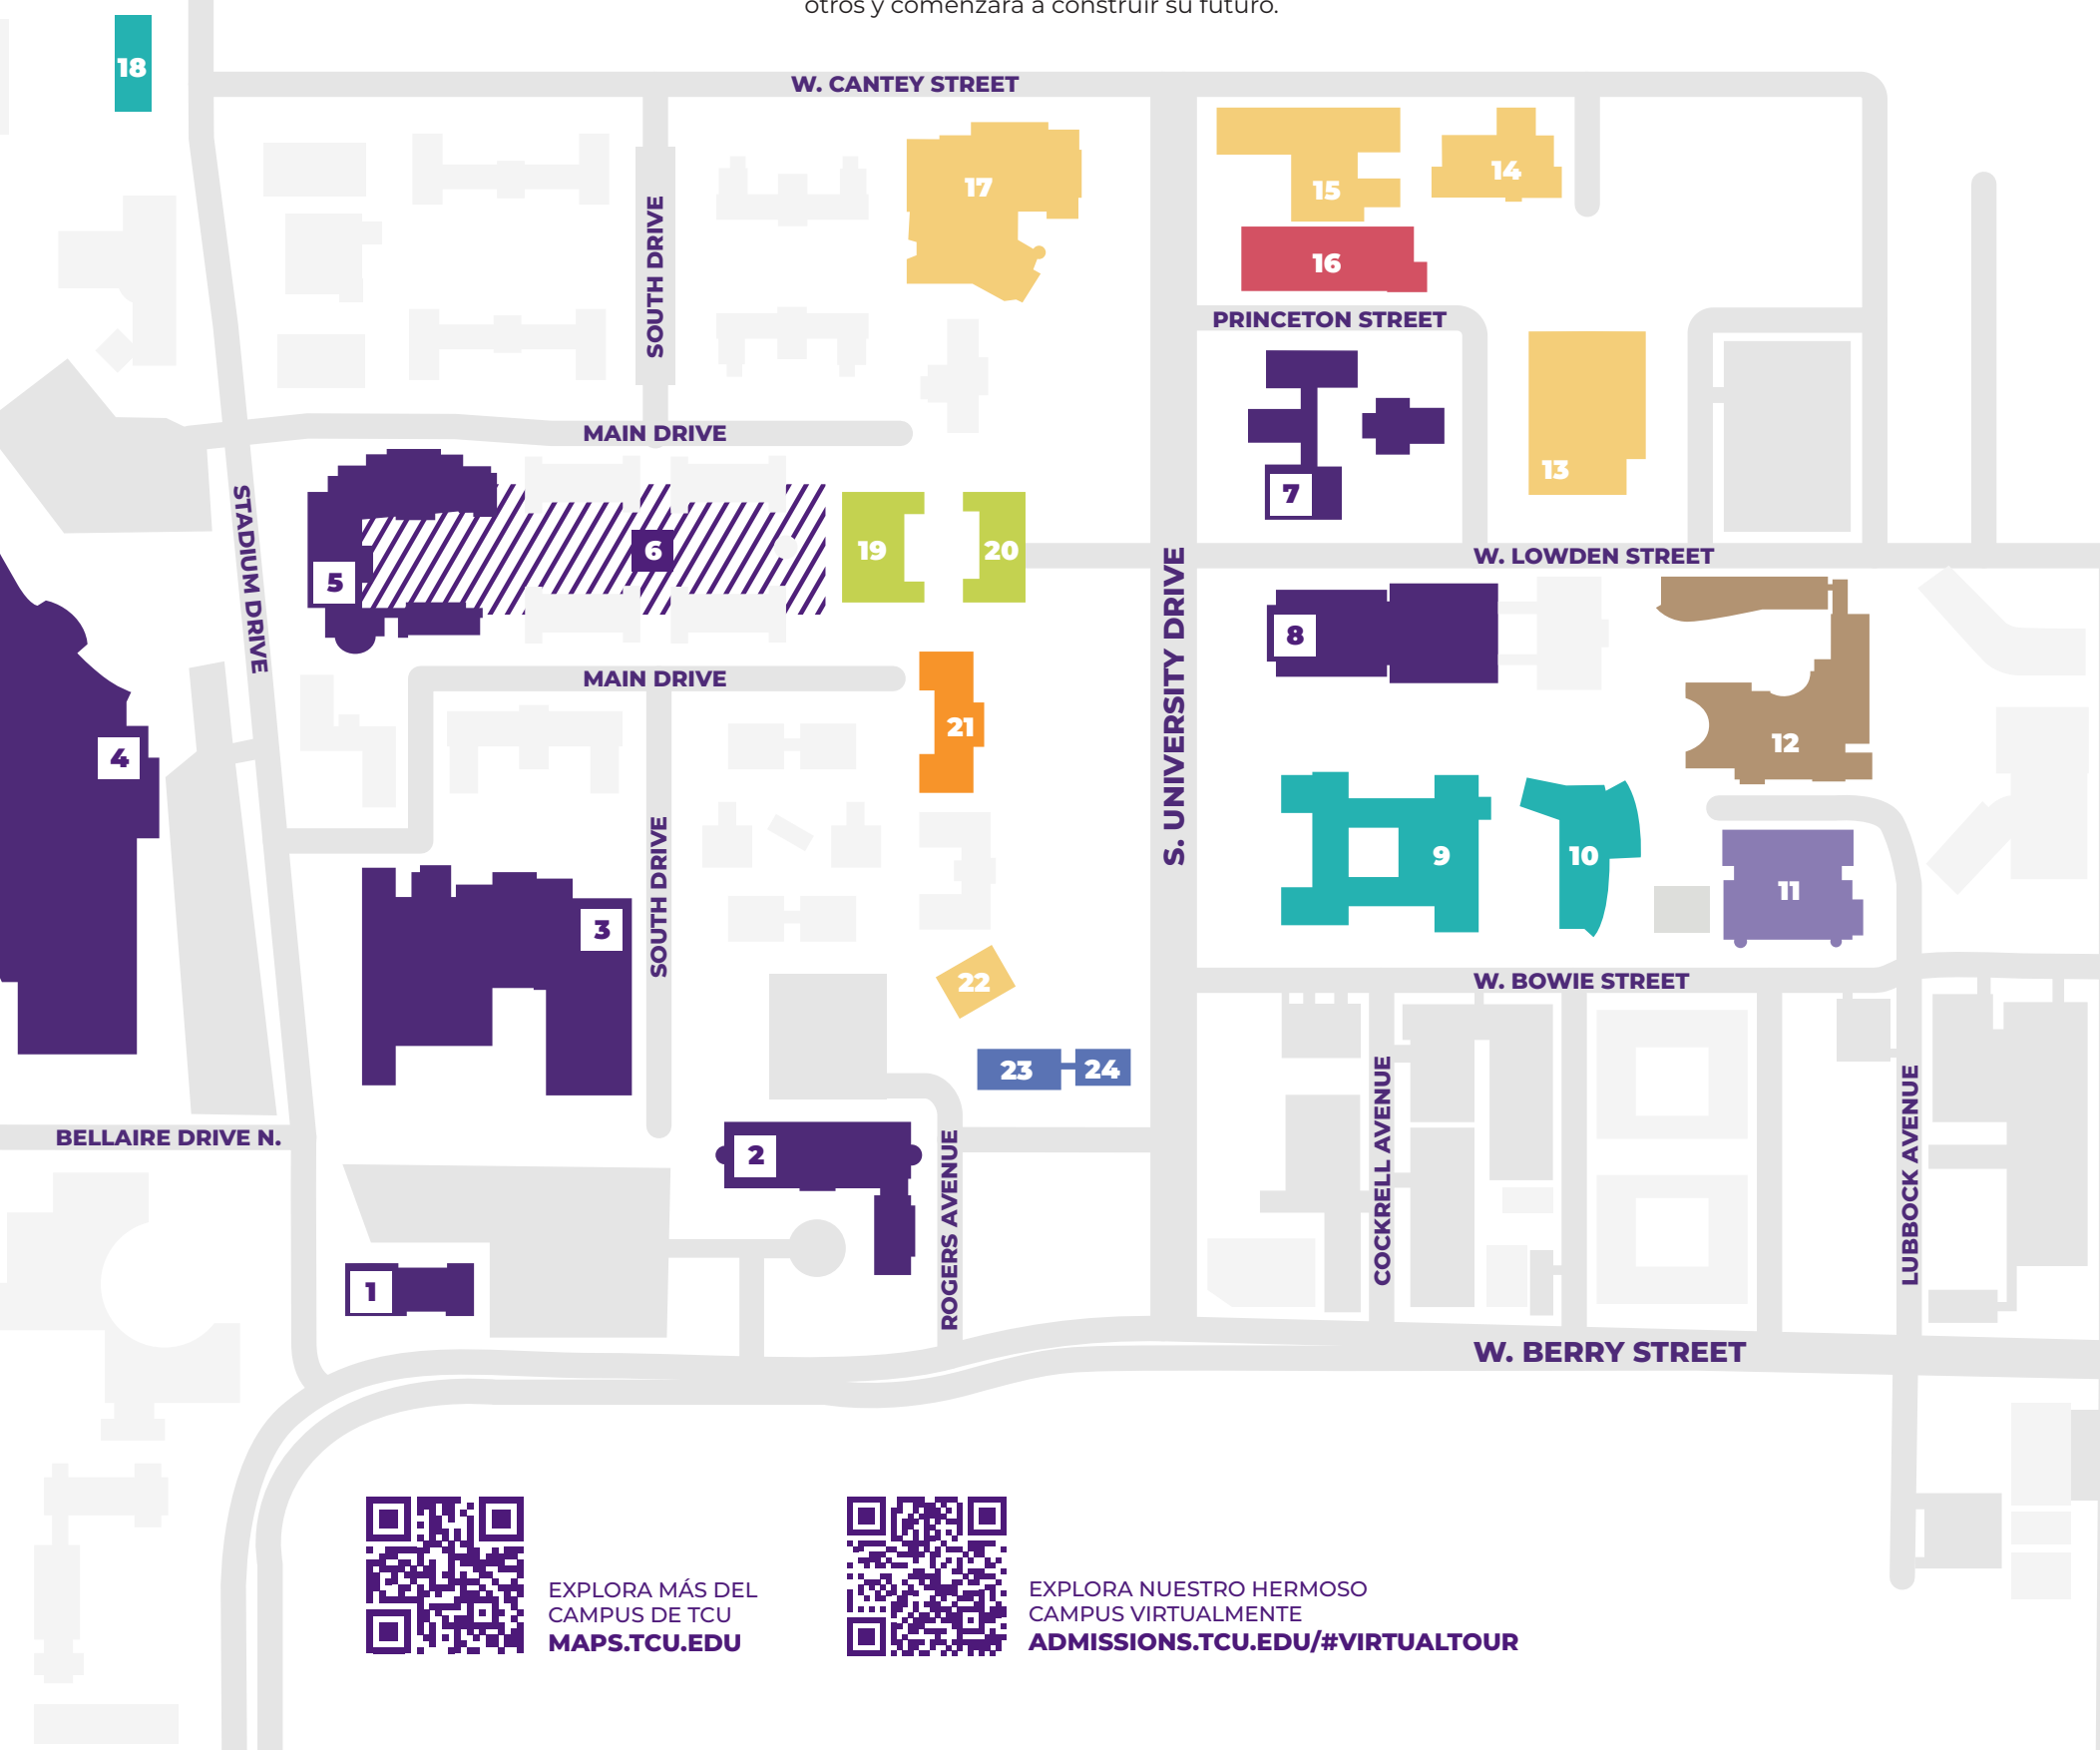 otros y comenzará a construir su futuro.
18
W. CANTEY STREET
17
15
14
16
SOUTH DRIVE
PRINCETON STREET
MAIN DRIVE
13
7
STADIUM DRIVE
5
6
19
20
W. LOWDEN STREET
S. UNIVERSITY DRIVE
8
MAIN DRIVE
21
12
4
9
10
11
3
SOUTH DRIVE
22
W. BOWIE STREET
23
24
COCKRELL AVENUE
LUBBOCK AVENUE
BELLAIRE DRIVE N.
2
ROGERS AVENUE
1
W. BERRY STREET
EXPLORA MÁS DEL
CAMPUS DE TCU
MAPS.TCU.EDU
EXPLORA NUESTRO HERMOSO
CAMPUS VIRTUALMENTE
ADMISSIONS.TCU.EDU/#VIRTUALTOUR